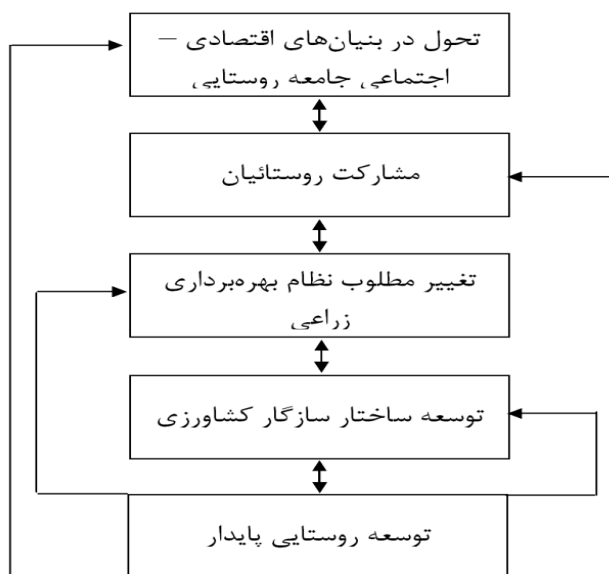 تحول در بنیان‌های اقتصادی –
اجتماعی جامعه روستایی
مشارکت روستائیان
تغییر مطلوب نظام بهره‌برداری
زراعی
توسعه ساختار سازگار کشاورزی
توسعه روستایی پایدار